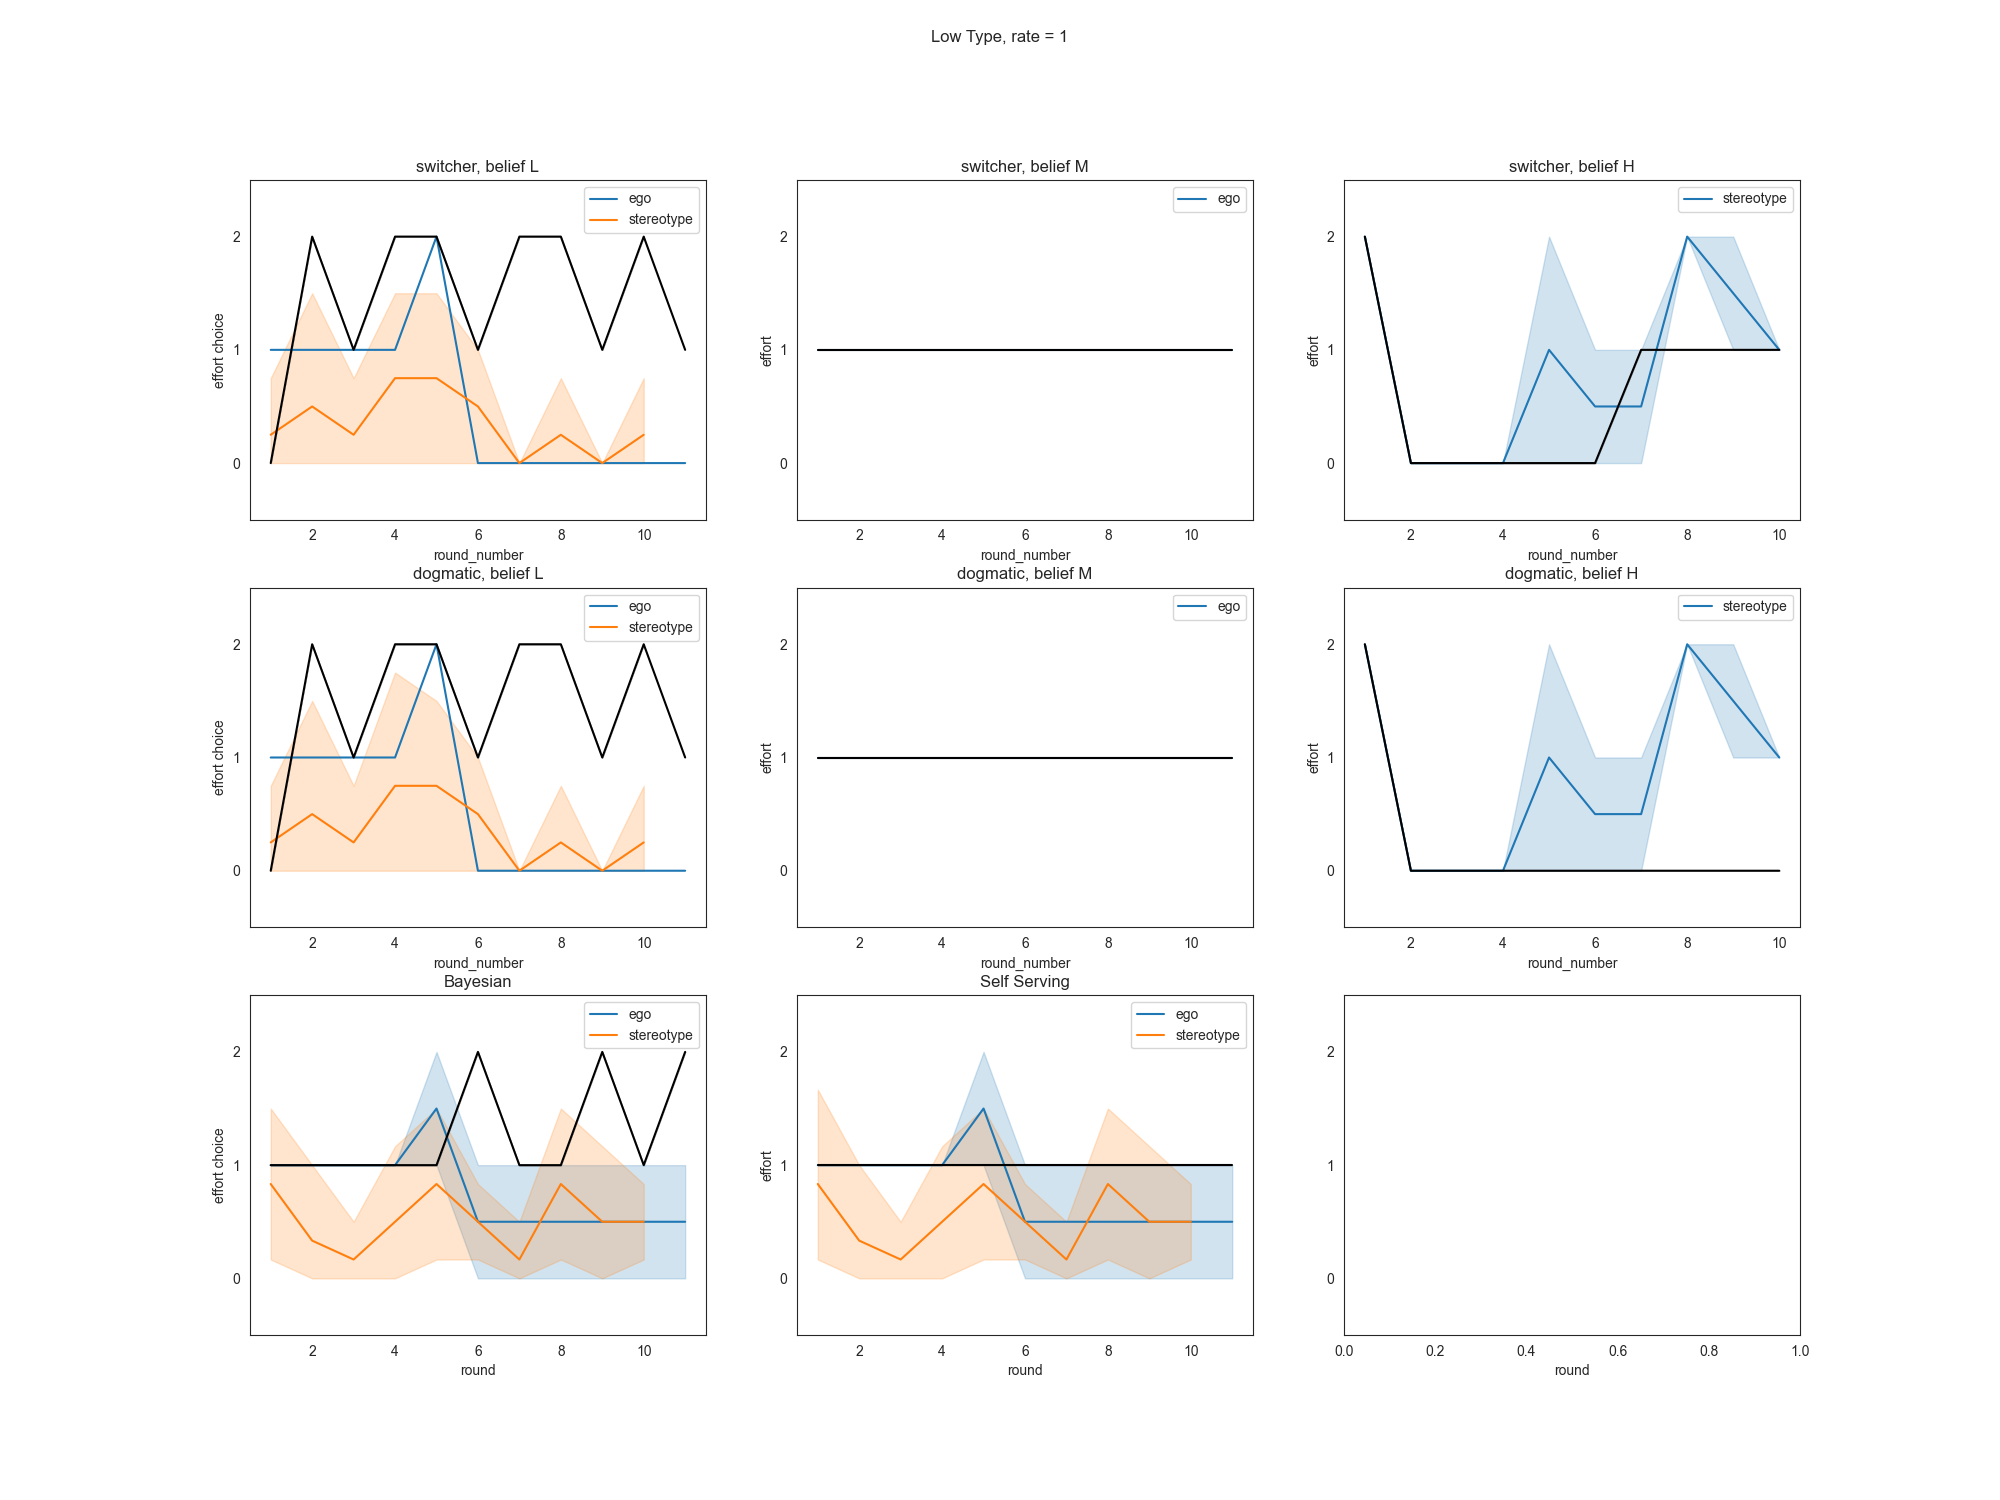 Low Type, rate = 1
switcher, belief L
ego
stereotype
2
1
0
effort choice
2 4 6 8 10
round_number
switcher, belief M
ego
2
1
0
effort
2 4 6 8 10
round_number
switcher, belief H
stereotype
2
1
0
effort
2 4 6 8 10
round_number
dogmatic, belief L
ego
stereotype
2
1
0
effort choice
2 4 6 8 10
round_number
dogmatic, belief M
ego
2
1
0
effort
2 4 6 8 10
round_number
dogmatic, belief H
stereotype
2
1
0
effort
2 4 6 8 10
round_number
Bayesian
ego
stereotype
2
1
0
effort choice
2 4 6 8 10
round
Self Serving
ego
stereotype
2
1
0
effort
2 4 6 8 10
round
2
1
0
0.0 0.2 0.4 0.6 0.8 1.0
round